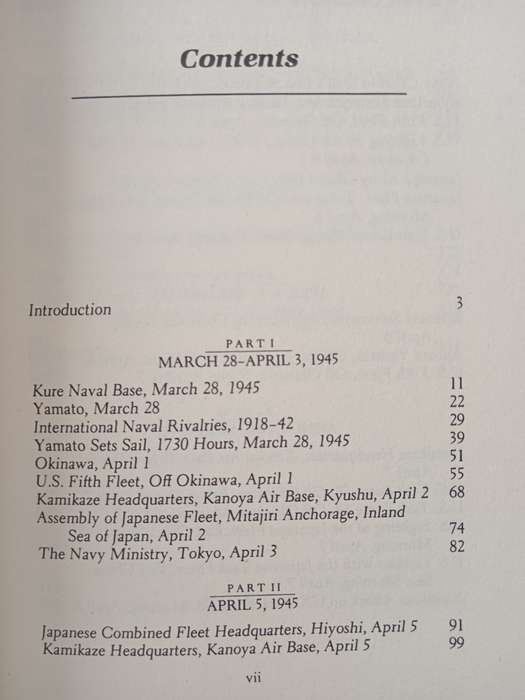 Contents
Introduction 3
PART I
MARCH 28–APRIL 3, 1945
Kure Naval Base, March 28, 1945 11
Yamato, March 28 22
International Naval Rivalries, 1918–42 29
Yamato Sets Sail, 1730 Hours, March 28, 1945 39
Okinawa, April 1 51
U.S. Fifth Fleet, Off Okinawa, April 1 55
Kamikaze Headquarters, Kanoya Air Base, Kyushu, April 2 68
Assembly of Japanese Fleet, Mitajiri Anchorage, Inland
Sea of Japan, April 2 74
The Navy Ministry, Tokyo, April 3 82
PART II
APRIL 5, 1945
Japanese Combined Fleet Headquarters, Hiyoshi, April 5 91
Kamikaze Headquarters, Kanoya Air Base, April 5 99
vii